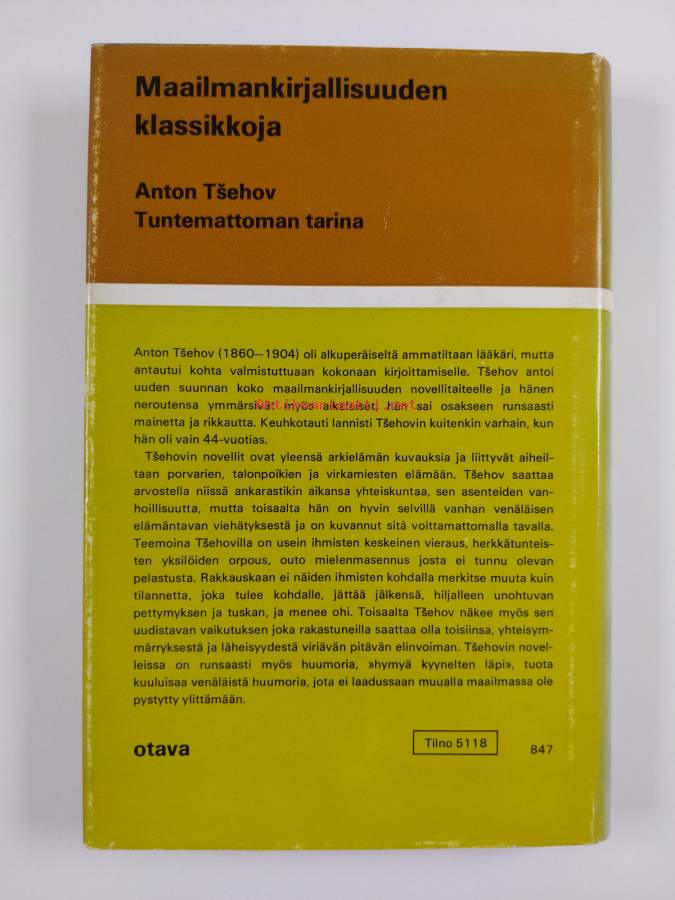 Maailmankirjallisuuden
klassikkoja
Anton Tšehov
Tuntemattoman tarina
Anton Tšehov (1860—1904) oli alkuperäiseltä ammatiltaan lääkäri, mutta
antautui kohta valmistuttuaan kokonaan kirjoittamiselle. Tšehov antoi
uuden suunnan koko maailmankirjallisuuden novellitaiteelle ja hänen
neroutensa ymmärsivät myös aikalaiset, hän sai osakseen runsaasti
Antikvariaatti.net
mainetta ja rikkautta. Keuhkotauti lannisti Tšehovin kuitenkin varhain, kun
hän oli vain 44-vuotias.
Tšehovin novellit ovat yleensä arkielämän kuvauksia ja liittyvät aiheil-
taan porvarien, talonpoikien ja virkamiesten elämään. Tšehov saattaa
arvostella niissä ankarastikin aikansa yhteiskuntaa, sen asenteiden van-
hoillisuutta, mutta toisaalta hän on hyvin selvillä vanhan venäläisen
elämäntavan viehätyksestä ja on kuvannut sitä voittamattomalla tavalla.
Teemoina Tšehovilla on usein ihmisten keskeinen vieraus, herkkätunteis-
ten yksilöiden orpous, outo mielenmasennus josta ei tunnu olevan
pelastusta. Rakkauskaan ei näiden ihmisten kohdalla merkitse muuta kuin
tilannetta, joka tulee kohdalle, jättää jälkensä, hiljalleen unohtuvan
pettymyksen ja tuskan, ja menee ohi. Toisaalta Tšehov näkee myös sen
uudistavan vaikutuksen joka rakastuneilla saattaa olla toisiinsa, yhteisym-
märryksestä ja läheisyydestä viriävän pitävän elinvoiman. Tšehovin novel-
leissa on runsaasti myös huumoria, »hymyä kyynelten läpi», tuota
kuuluisaa venäläistä huumoria, jota ei laadussaan muualla maailmassa ole
pystytty ylittämään.
otava
Tilno 5118
847